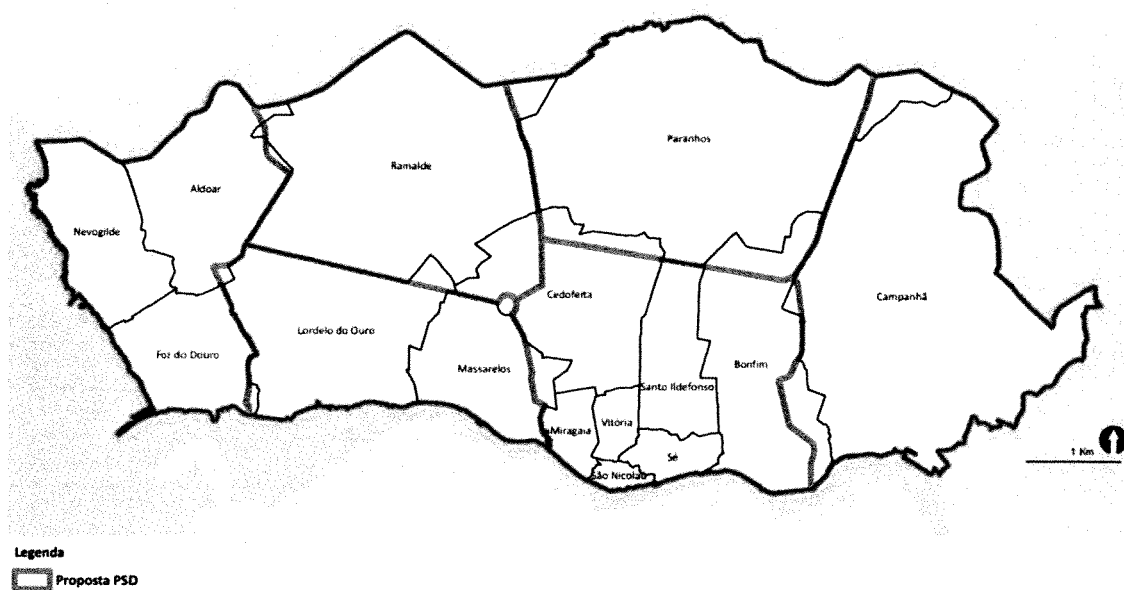 Paranhos
Ramalde
Aldoar
Nevogilde
Cedofeita
Campanhã
Lordelo do Ouro
Foz do Douro
Massarelos
Bonfim
Santo Ildefonso
Vitória
Miragaia
Sé
São Nicolau
1 Km
Legenda
Proposta PSD